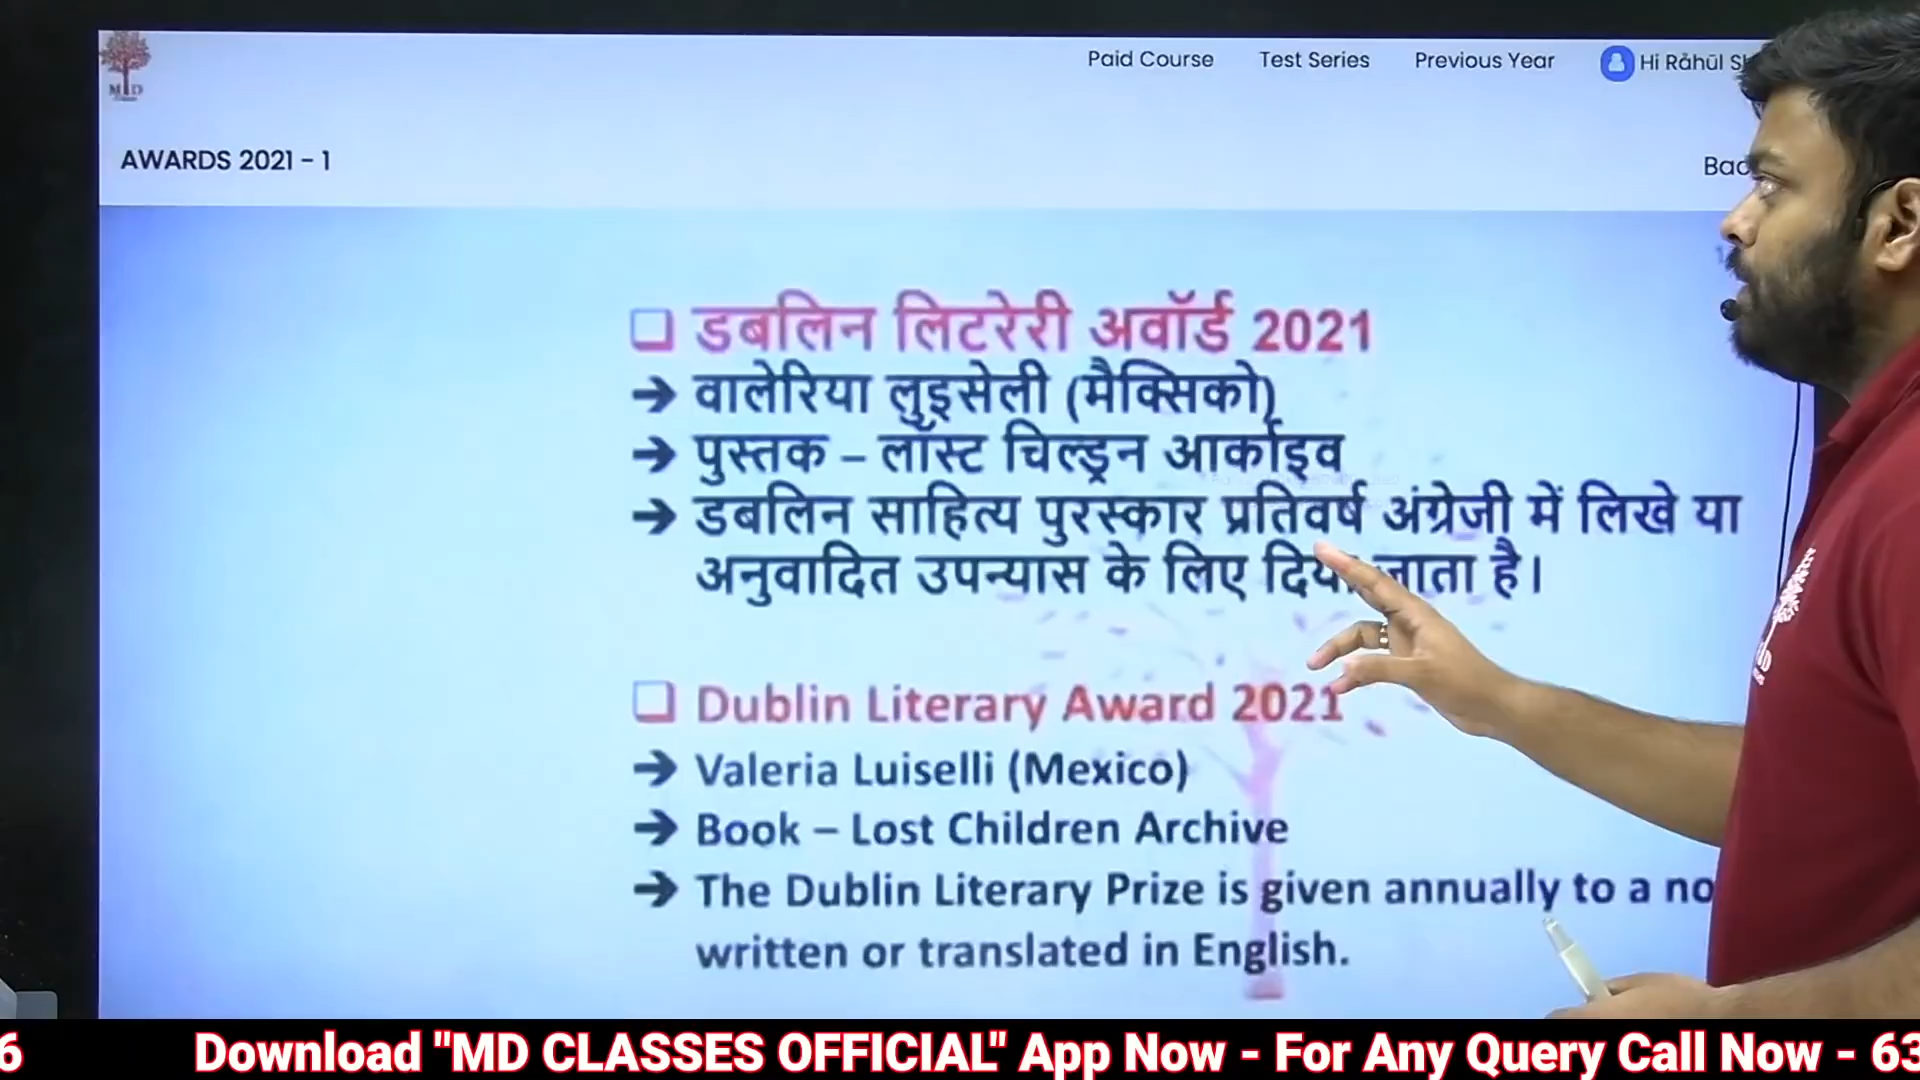 Paid Course Test Series Previous Year Hi Råhūl
MD
AWARDS 2021 - 1
❑ डबलिन लिटरेरी अवॉर्ड 2021
➔ वालेरिया लुइसेली (मैक्सिको)
➔ पुस्तक – लॉस्ट चिल्ड्रन आर्काइव
➔ डबलिन साहित्य पुरस्कार प्रतिवर्ष अंग्रेजी में लिखे या
अनुवादित उपन्यास के लिए दिया जाता है।
❑ Dublin Literary Award 2021
➔ Valeria Luiselli (Mexico)
➔ Book – Lost Children Archive
➔ The Dublin Literary Prize is given annually to a
written or translated in English.
6 Download "MD CLASSES OFFICIAL" App Now - For Any Query Call Now - 63